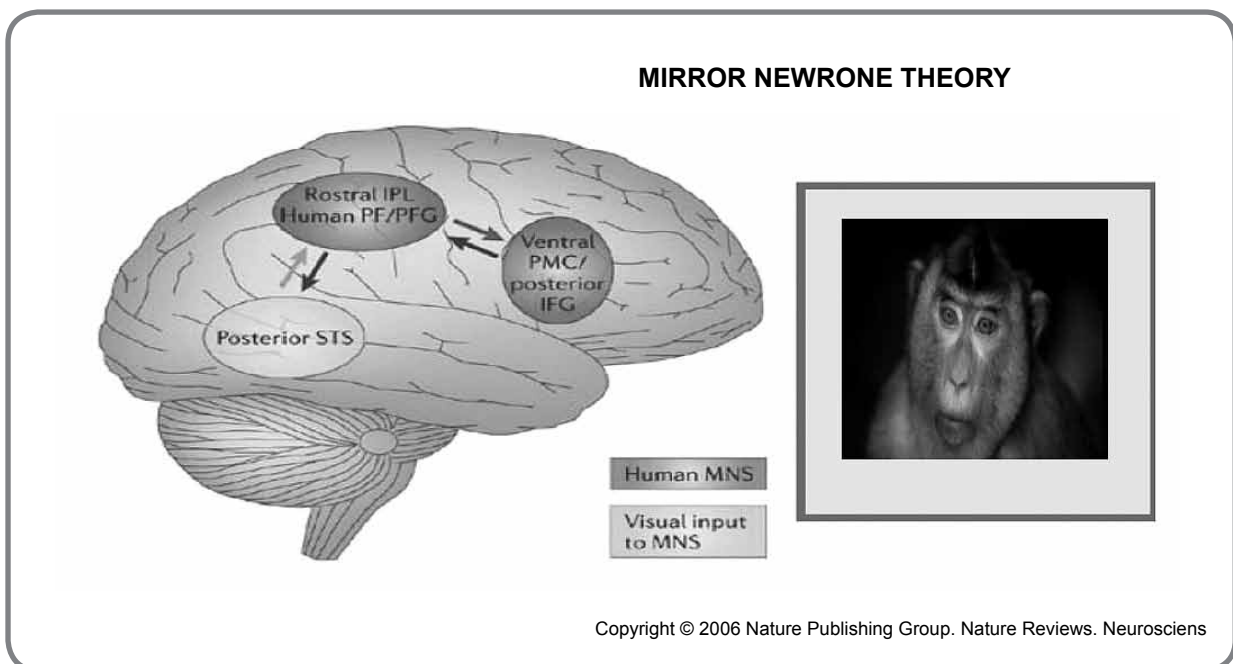 MIRROR NEWRONE THEORY
Rostral IPL
Human PF/PFG
Ventral
PMC/
posterior
IFG
Posterior STS
Human MNS
Visual input
to MNS
Copyright © 2006 Nature Publishing Group. Nature Reviews. Neurosciens